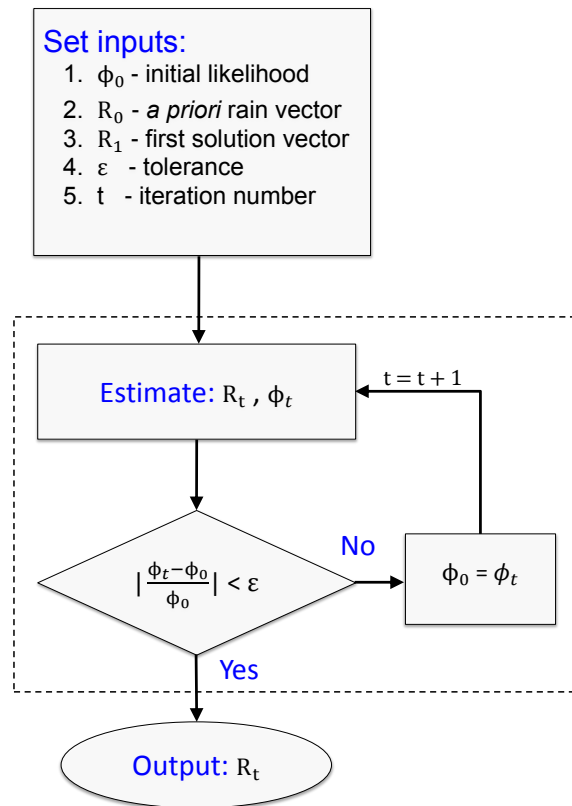 Set inputs:
1. ϕ₀ - initial likelihood
2. R₀ - a priori rain vector
3. R₁ - first solution vector
4. ε - tolerance
5. t - iteration number
Estimate: Rₜ , ϕₜ
t = t + 1
|(ϕₜ−ϕ₀)/ϕ₀| < ε
No
ϕ₀ = ϕₜ
Yes
Output: Rₜ